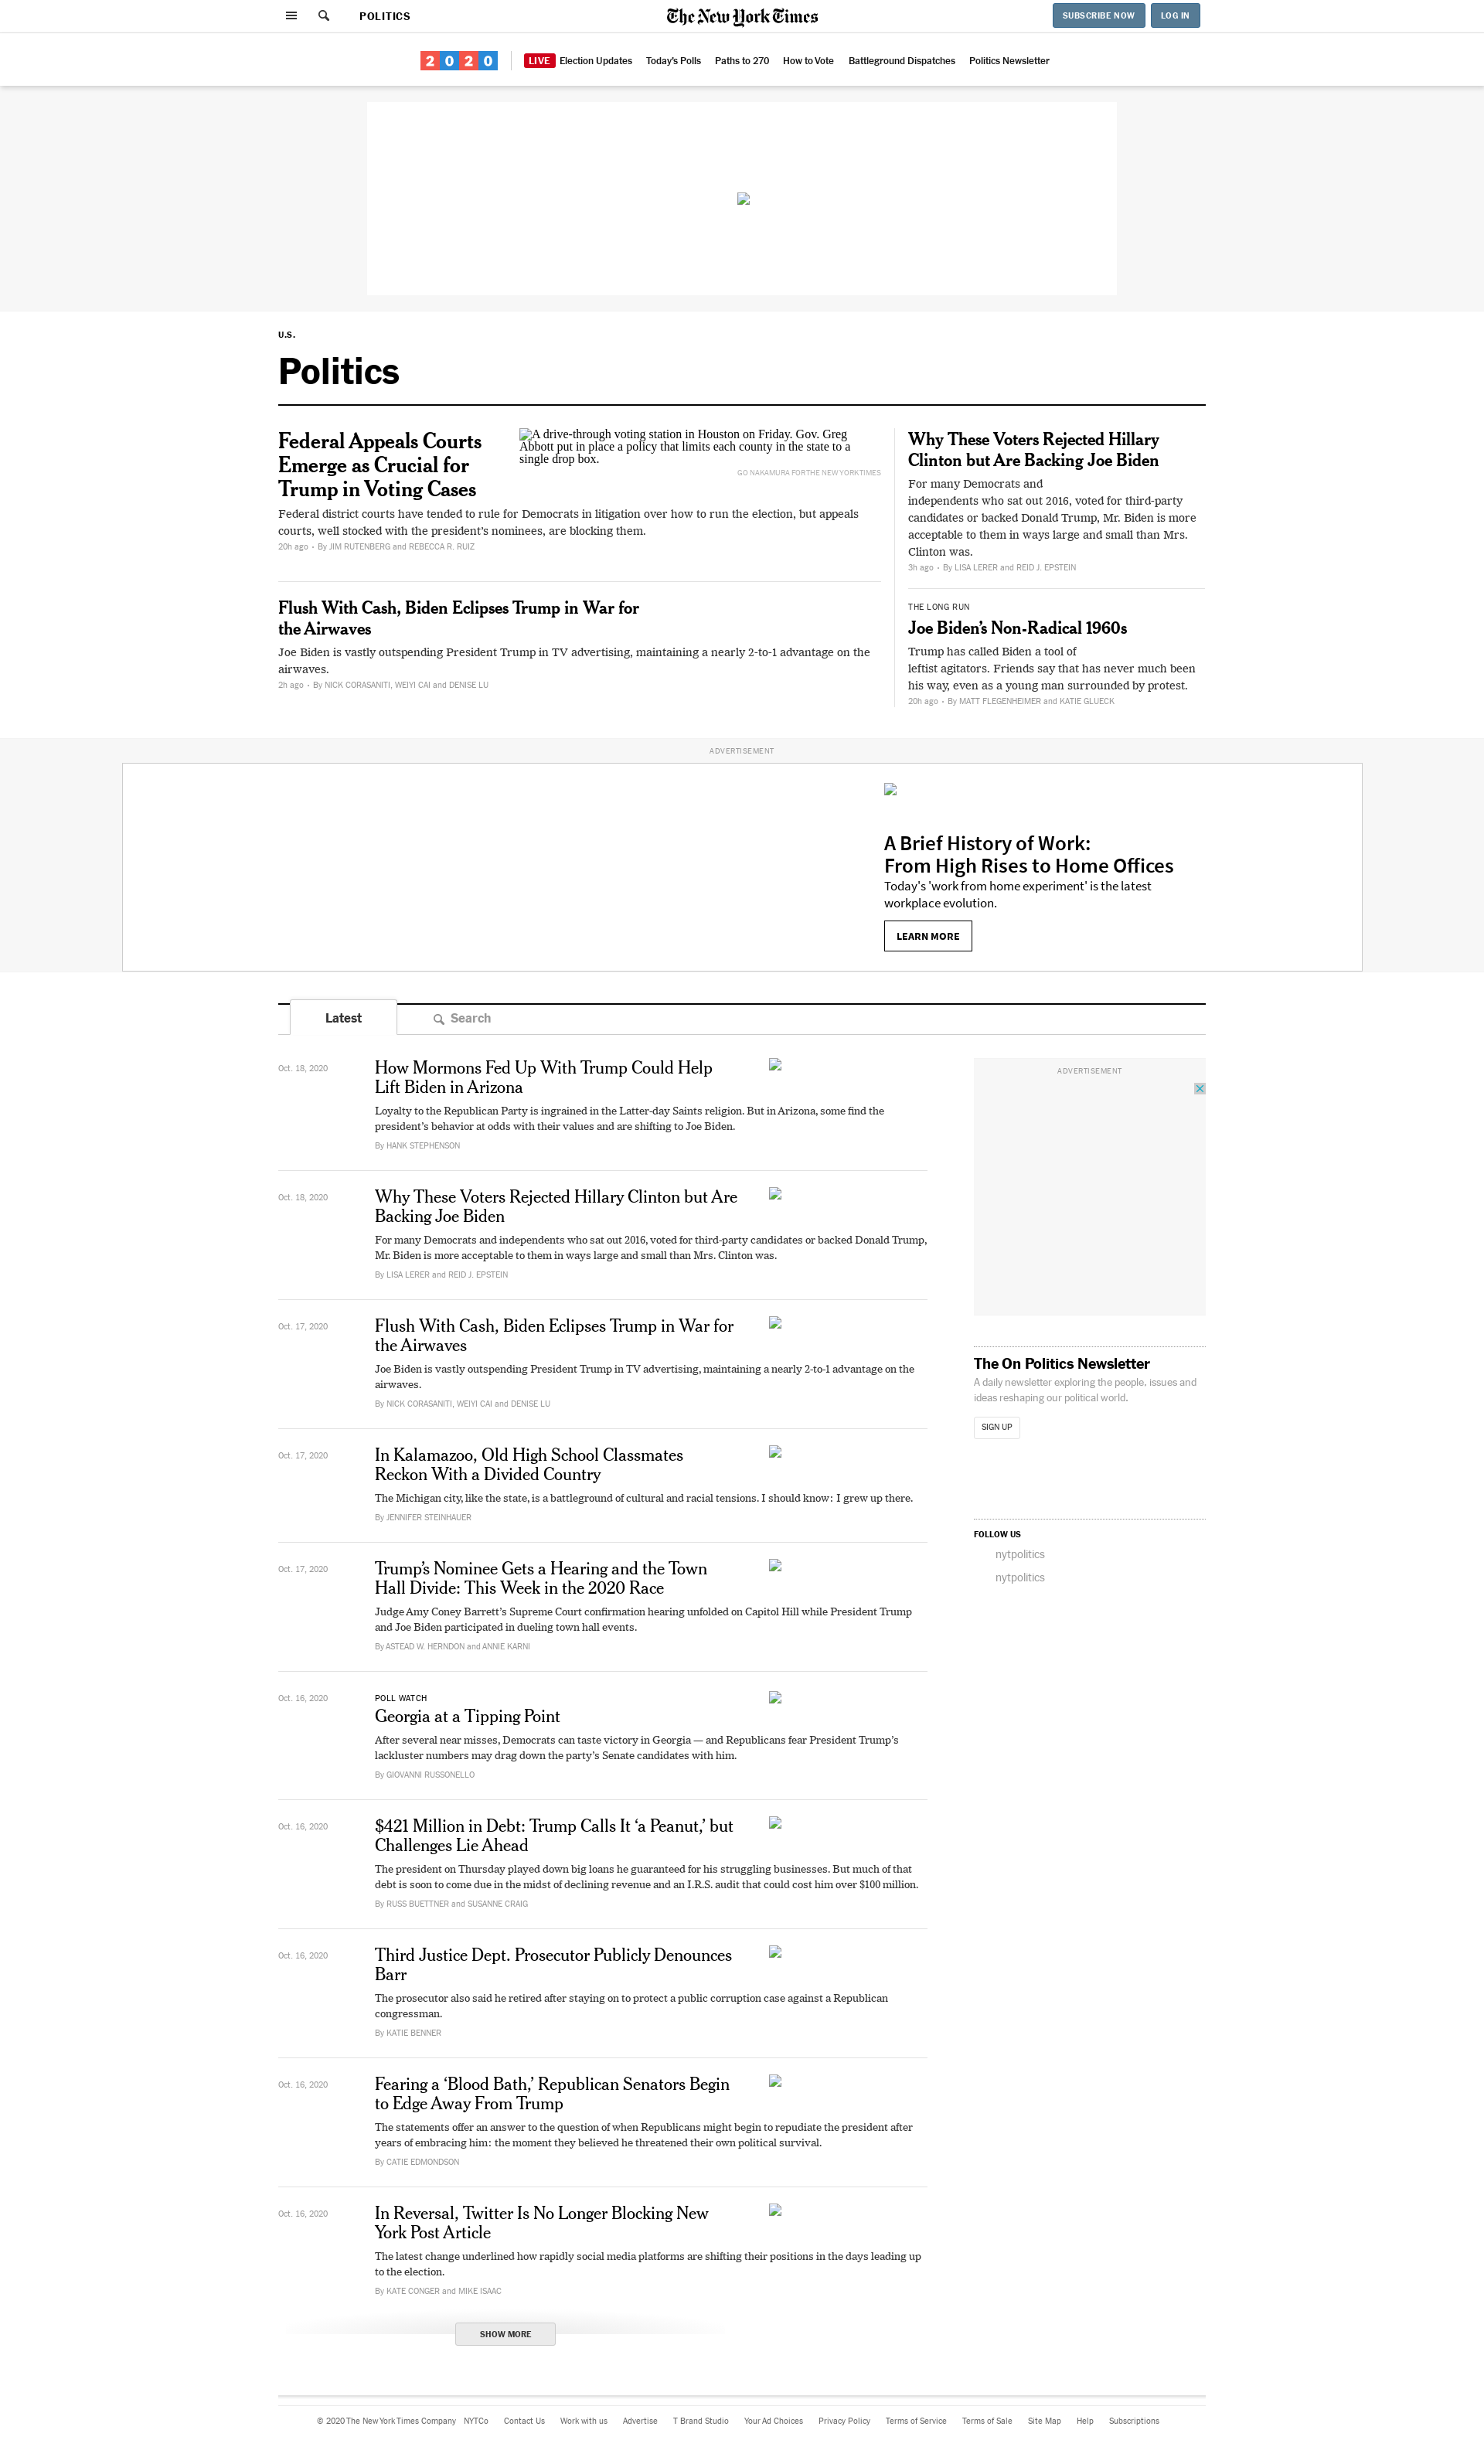 POLITICS
The New York Times
SUBSCRIBE NOW
LOG IN
2020
LIVE Election Updates
Today's Polls
Paths to 270
How to Vote
Battleground Dispatches
Politics Newsletter
U.S.
Politics
Federal Appeals Courts
Emerge as Crucial for
Trump in Voting Cases
A drive-through voting station in Houston on Friday. Gov. Greg
Abbott put in place a policy that limits each county in the state to a
single drop box.
GO NAKAMURA FOR THE NEW YORK TIMES
Federal district courts have tended to rule for Democrats in litigation over how to run the election, but appeals
courts, well stocked with the president's nominees, are blocking them.
20h ago • By JIM RUTENBERG and REBECCA R. RUIZ
Flush With Cash, Biden Eclipses Trump in War for
the Airwaves
Joe Biden is vastly outspending President Trump in TV advertising, maintaining a nearly 2-to-1 advantage on the
airwaves.
2h ago • By NICK CORASANITI, WEIYI CAI and DENISE LU
Why These Voters Rejected Hillary
Clinton but Are Backing Joe Biden
For many Democrats and
independents who sat out 2016, voted for third-party
candidates or backed Donald Trump, Mr. Biden is more
acceptable to them in ways large and small than Mrs.
Clinton was.
3h ago • By LISA LERER and REID J. EPSTEIN
THE LONG RUN
Joe Biden's Non-Radical 1960s
Trump has called Biden a tool of
leftist agitators. Friends say that has never much been
his way, even as a young man surrounded by protest.
20h ago • By MATT FLEGENHEIMER and KATIE GLUECK
ADVERTISEMENT
A Brief History of Work:
From High Rises to Home Offices
Today's 'work from home experiment' is the latest
workplace evolution.
LEARN MORE
Latest
Search
Oct. 18, 2020
How Mormons Fed Up With Trump Could Help
Lift Biden in Arizona
Loyalty to the Republican Party is ingrained in the Latter-day Saints religion. But in Arizona, some find the
president's behavior at odds with their values and are shifting to Joe Biden.
By HANK STEPHENSON
Oct. 18, 2020
Why These Voters Rejected Hillary Clinton but Are
Backing Joe Biden
For many Democrats and independents who sat out 2016, voted for third-party candidates or backed Donald Trump,
Mr. Biden is more acceptable to them in ways large and small than Mrs. Clinton was.
By LISA LERER and REID J. EPSTEIN
Oct. 17, 2020
Flush With Cash, Biden Eclipses Trump in War for
the Airwaves
Joe Biden is vastly outspending President Trump in TV advertising, maintaining a nearly 2-to-1 advantage on the
airwaves.
By NICK CORASANITI, WEIYI CAI and DENISE LU
Oct. 17, 2020
In Kalamazoo, Old High School Classmates
Reckon With a Divided Country
The Michigan city, like the state, is a battleground of cultural and racial tensions. I should know: I grew up there.
By JENNIFER STEINHAUER
Oct. 17, 2020
Trump's Nominee Gets a Hearing and the Town
Hall Divide: This Week in the 2020 Race
Judge Amy Coney Barrett's Supreme Court confirmation hearing unfolded on Capitol Hill while President Trump
and Joe Biden participated in dueling town hall events.
By ASTEAD W. HERNDON and ANNIE KARNI
Oct. 16, 2020
POLL WATCH
Georgia at a Tipping Point
After several near misses, Democrats can taste victory in Georgia — and Republicans fear President Trump's
lackluster numbers may drag down the party's Senate candidates with him.
By GIOVANNI RUSSONELLO
Oct. 16, 2020
$421 Million in Debt: Trump Calls It 'a Peanut,' but
Challenges Lie Ahead
The president on Thursday played down big loans he guaranteed for his struggling businesses. But much of that
debt is soon to come due in the midst of declining revenue and an I.R.S. audit that could cost him over $100 million.
By RUSS BUETTNER and SUSANNE CRAIG
Oct. 16, 2020
Third Justice Dept. Prosecutor Publicly Denounces
Barr
The prosecutor also said he retired after staying on to protect a public corruption case against a Republican
congressman.
By KATIE BENNER
Oct. 16, 2020
Fearing a 'Blood Bath,' Republican Senators Begin
to Edge Away From Trump
The statements offer an answer to the question of when Republicans might begin to repudiate the president after
years of embracing him: the moment they believed he threatened their own political survival.
By CATIE EDMONDSON
Oct. 16, 2020
In Reversal, Twitter Is No Longer Blocking New
York Post Article
The latest change underlined how rapidly social media platforms are shifting their positions in the days leading up
to the election.
By KATE CONGER and MIKE ISAAC
SHOW MORE
ADVERTISEMENT
The On Politics Newsletter
A daily newsletter exploring the people, issues and
ideas reshaping our political world.
SIGN UP
FOLLOW US
nytpolitics
nytpolitics
© 2020 The New York Times Company
NYTCo
Contact Us
Work with us
Advertise
T Brand Studio
Your Ad Choices
Privacy Policy
Terms of Service
Terms of Sale
Site Map
Help
Subscriptions